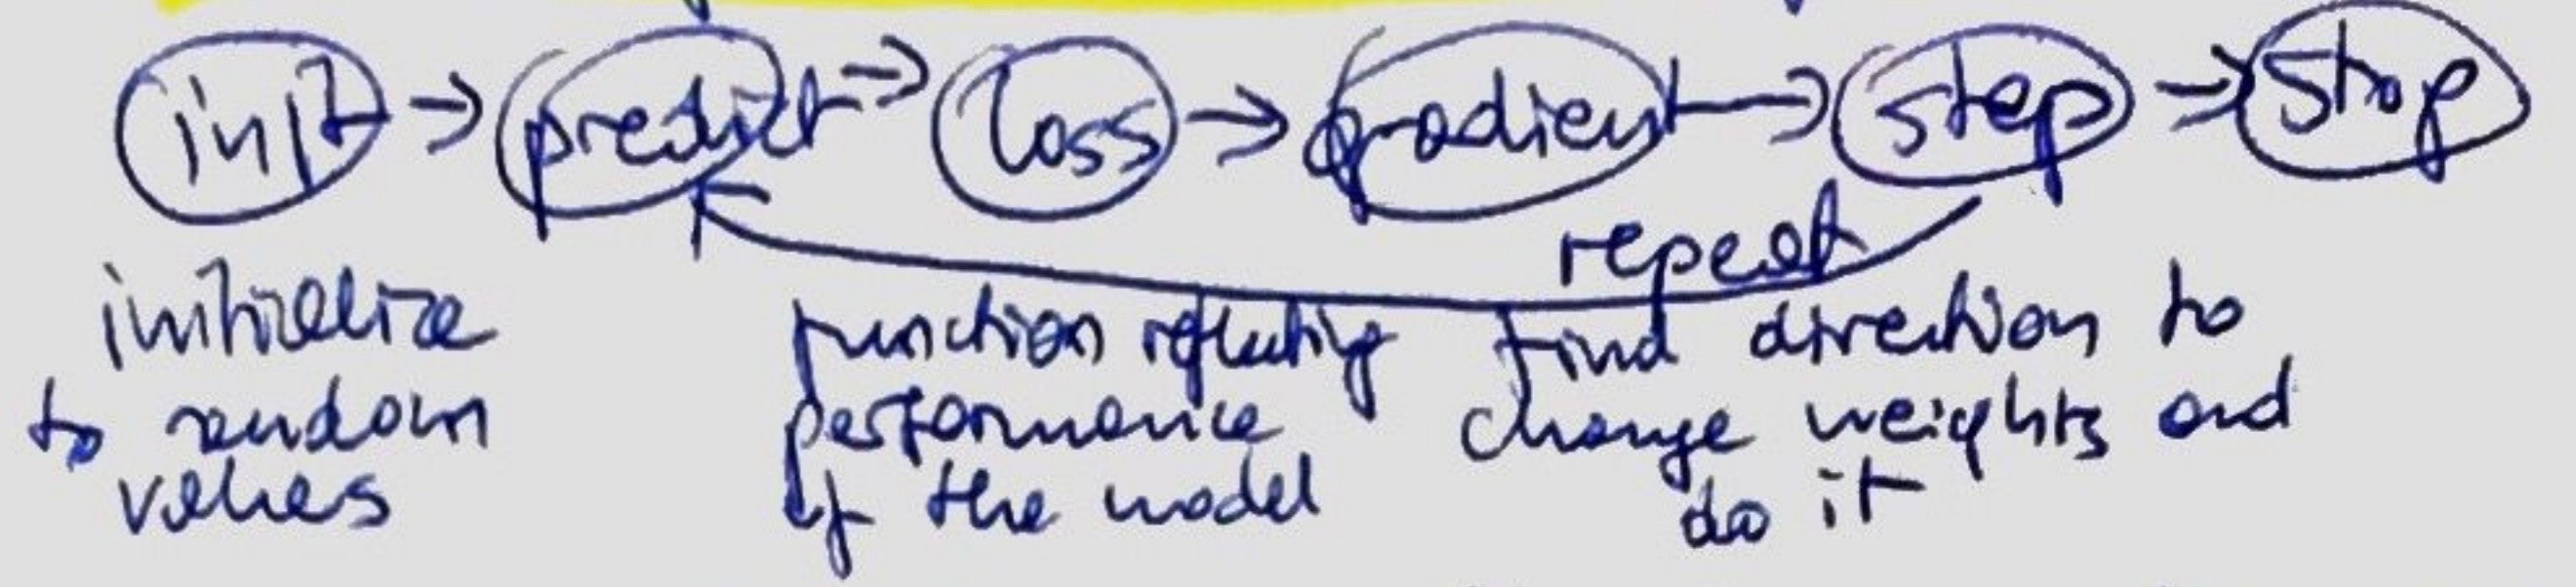 init => predict => loss -> gradient -> step => stop
repeat
initialize
to random
values
function reflecting
performance
of the model
find direction to
change weights and
do it